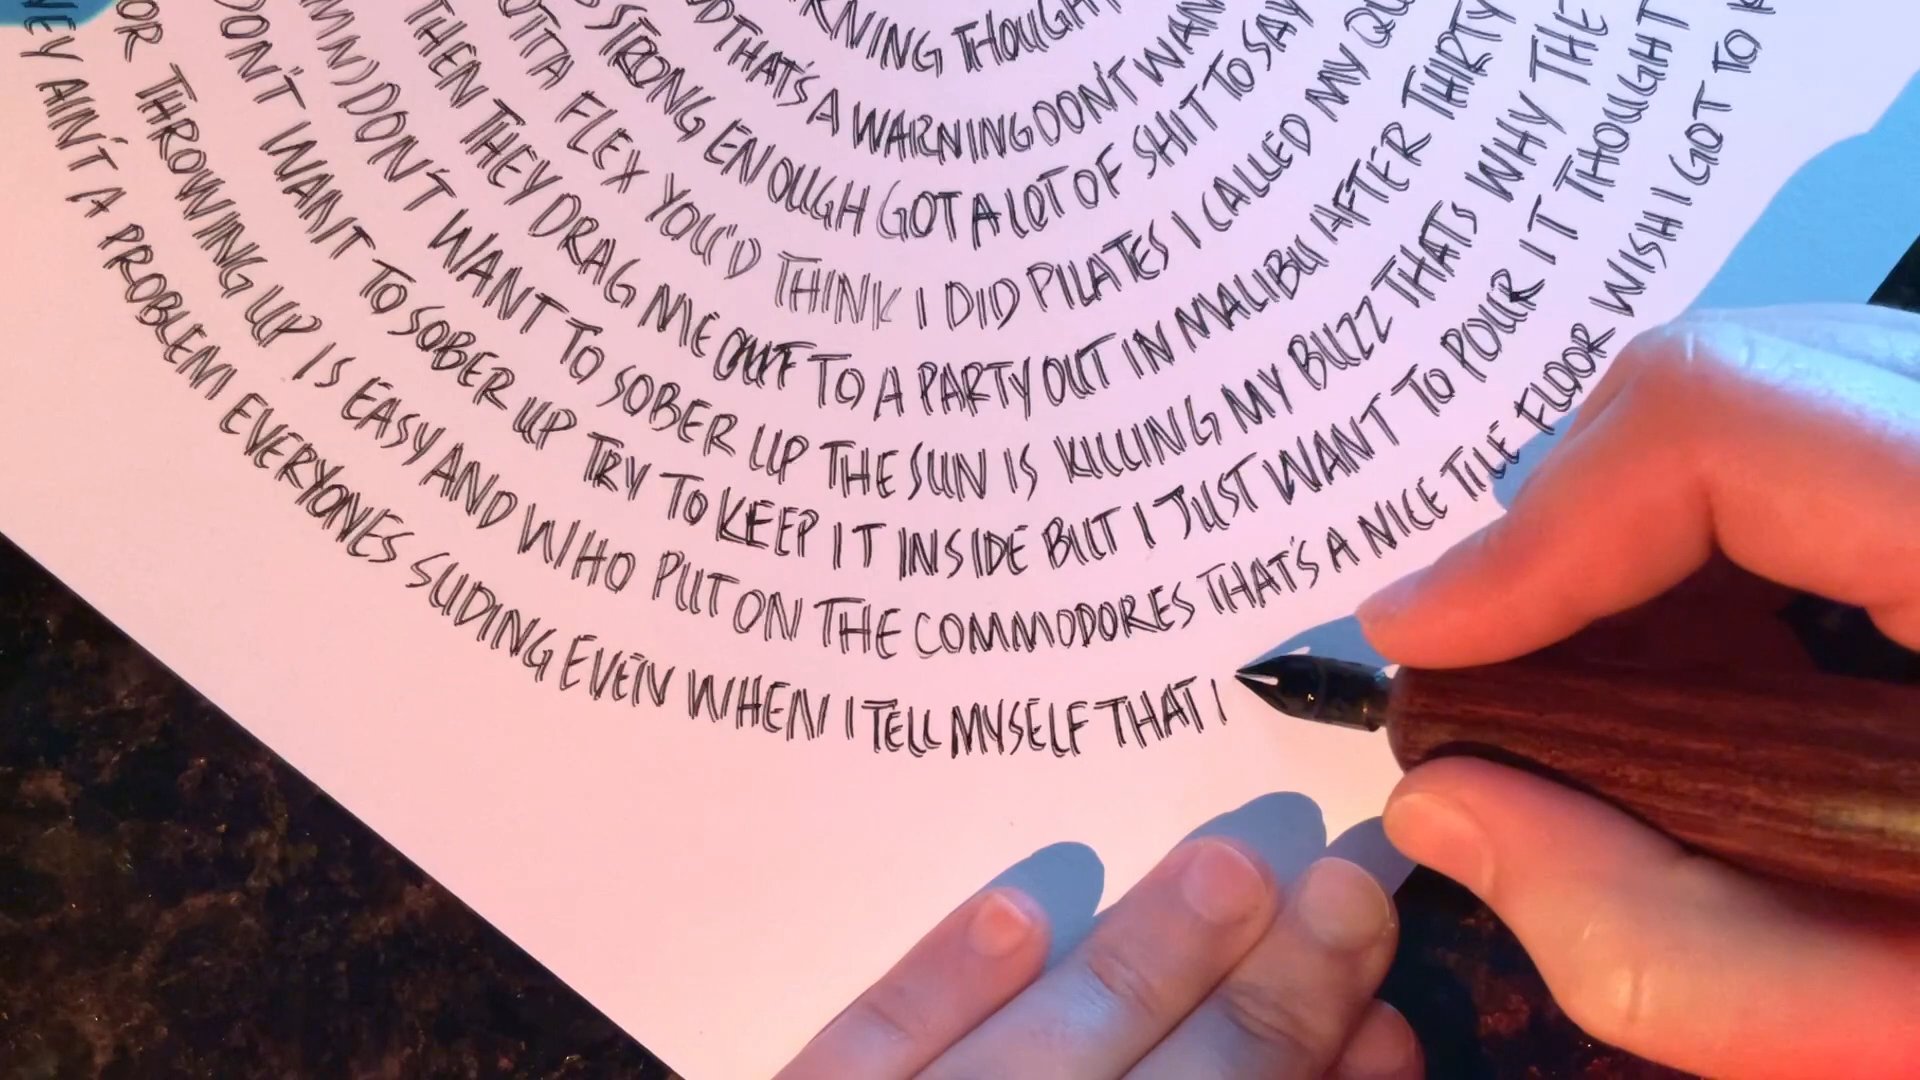 RNING THOUGH
THAT'S A WARNING DON'T WAN
STRONG ENOUGH GOT A LOT OF SHIT TO SAY
OTTA FLEX YOU'D THINK I DID PILATES I CALLED MY QU
THEN THEY DRAG ME OUT TO A PARTY OUT IN MALIBU AFTER THIRTY
MN) DON'T WANT TO SOBER UP THE SUN IS KILLING MY BUZZ THATS WHY THE
DON'T WANT TO SOBER UP TRY TO KEEP IT INSIDE BUT I JUST WANT TO POUR IT THOUGHT
OR THROWING UP IS EASY AND WHO PUT ON THE COMMODORES THAT'S A NICE TILE FLOOR WISH I GOT TO
EY AIN'T A PROBLEM EVERYONES SLIDING EVEN WHEN I TELL MYSELF THAT I